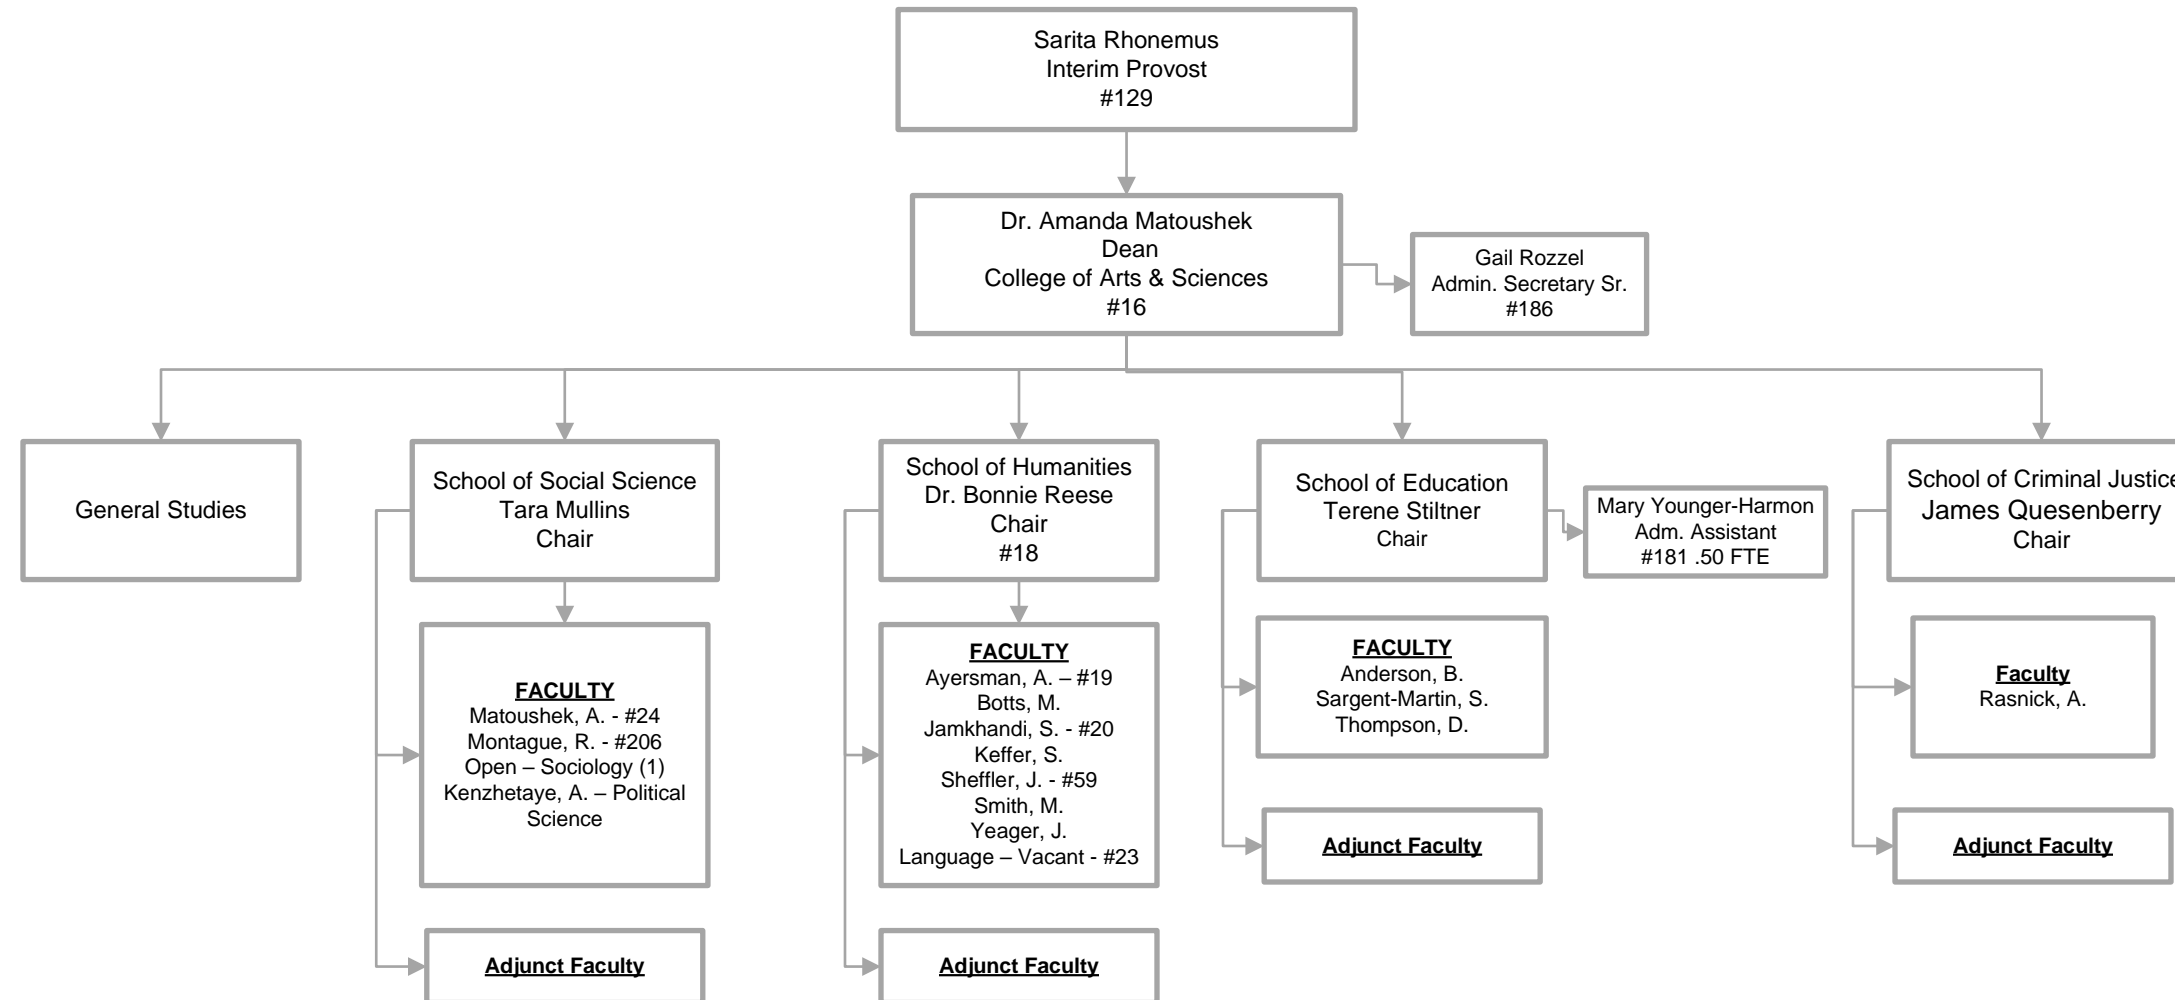 Sarita Rhonemus
Interim Provost
#129
Dr. Amanda Matoushek
Dean
College of Arts & Sciences
#16
Gail Rozzel
Admin. Secretary Sr.
#186
General Studies
School of Social Science
Tara Mullins
Chair
School of Humanities
Dr. Bonnie Reese
Chair
#18
School of Education
Terene Stiltner
Chair
Mary Younger-Harmon
Adm. Assistant
#181 .50 FTE
School of Criminal Justice
James Quesenberry
Chair
FACULTY
Matoushek, A. - #24
Montague, R. - #206
Open – Sociology (1)
Kenzhetaye, A. – Political
Science
FACULTY
Ayersman, A. – #19
Botts, M.
Jamkhandi, S. - #20
Keffer, S.
Sheffler, J. - #59
Smith, M.
Yeager, J.
Language – Vacant - #23
FACULTY
Anderson, B.
Sargent-Martin, S.
Thompson, D.
Faculty
Rasnick, A.
Adjunct Faculty
Adjunct Faculty
Adjunct Faculty
Adjunct Faculty